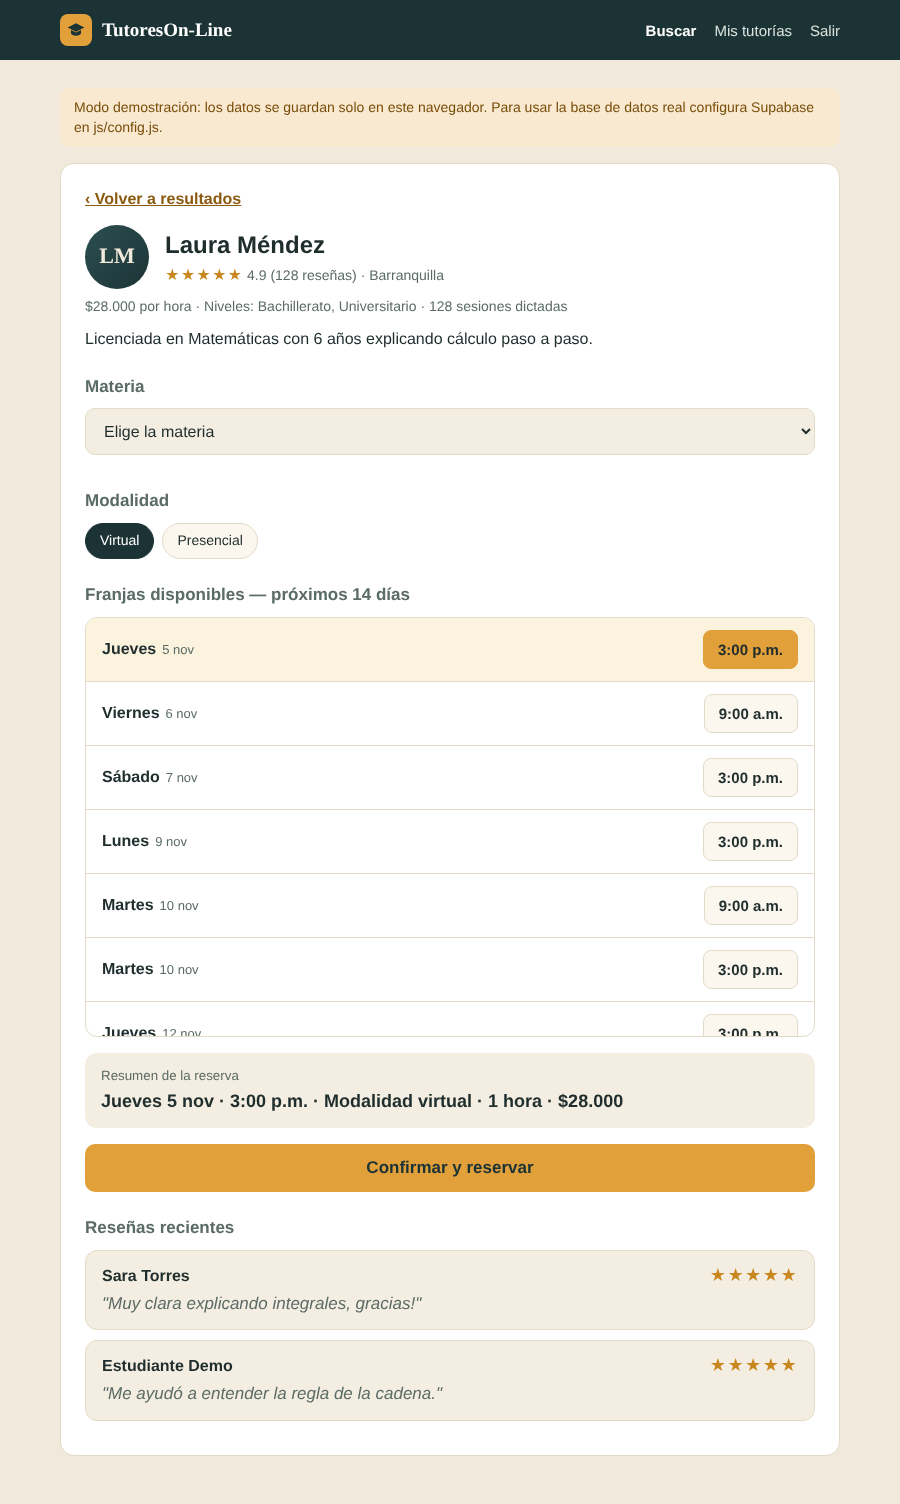 TutoresOn-Line
Buscar Mis tutorías Salir
Modo demostración: los datos se guardan solo en este navegador. Para usar la base de datos real configura Supabase
en js/config.js.
‹ Volver a resultados
LM
Laura Méndez
★★★★★ 4.9 (128 reseñas) · Barranquilla
$28.000 por hora · Niveles: Bachillerato, Universitario · 128 sesiones dictadas
Licenciada en Matemáticas con 6 años explicando cálculo paso a paso.
Materia
Elige la materia
Modalidad
Virtual Presencial
Franjas disponibles — próximos 14 días
Jueves 5 nov 3:00 p.m.
Viernes 6 nov 9:00 a.m.
Sábado 7 nov 3:00 p.m.
Lunes 9 nov 3:00 p.m.
Martes 10 nov 9:00 a.m.
Martes 10 nov 3:00 p.m.
Jueves 12 nov 3:00 p.m.
Resumen de la reserva
Jueves 5 nov · 3:00 p.m. · Modalidad virtual · 1 hora · $28.000
Confirmar y reservar
Reseñas recientes
Sara Torres ★★★★★
"Muy clara explicando integrales, gracias!"
Estudiante Demo ★★★★★
"Me ayudó a entender la regla de la cadena."